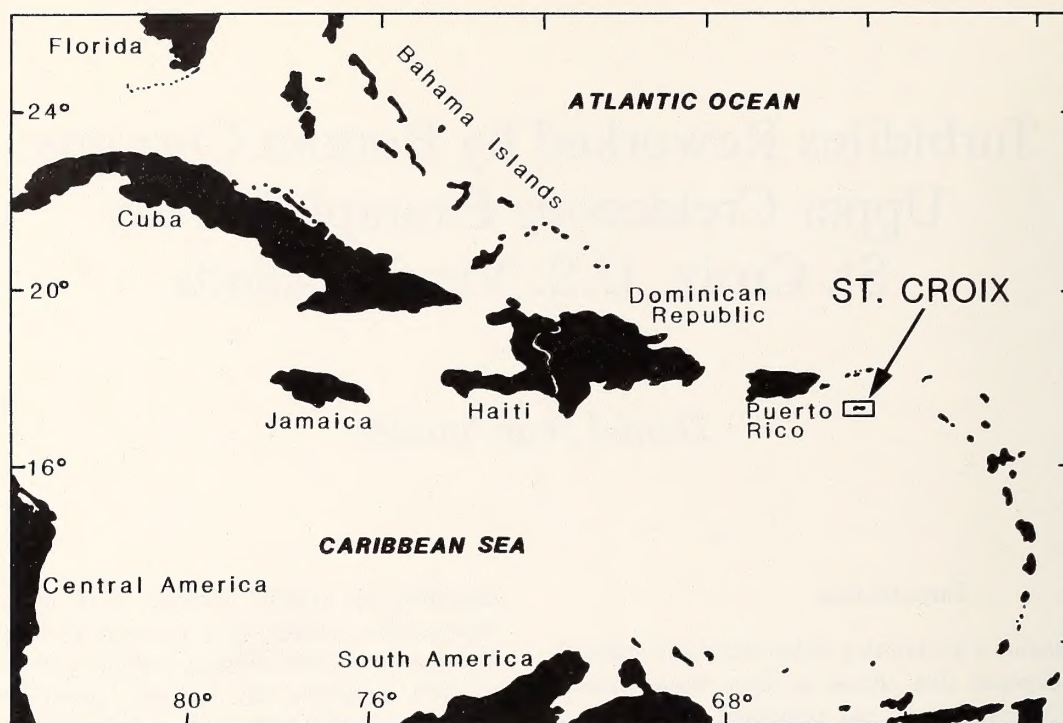 Florida
Bahama Islands
ATLANTIC OCEAN
24°
Cuba
20°
Dominican
Republic
ST. CROIX
Jamaica
Haiti
Puerto
Rico
16°
CARIBBEAN SEA
Central America
South America
80°
76°
68°